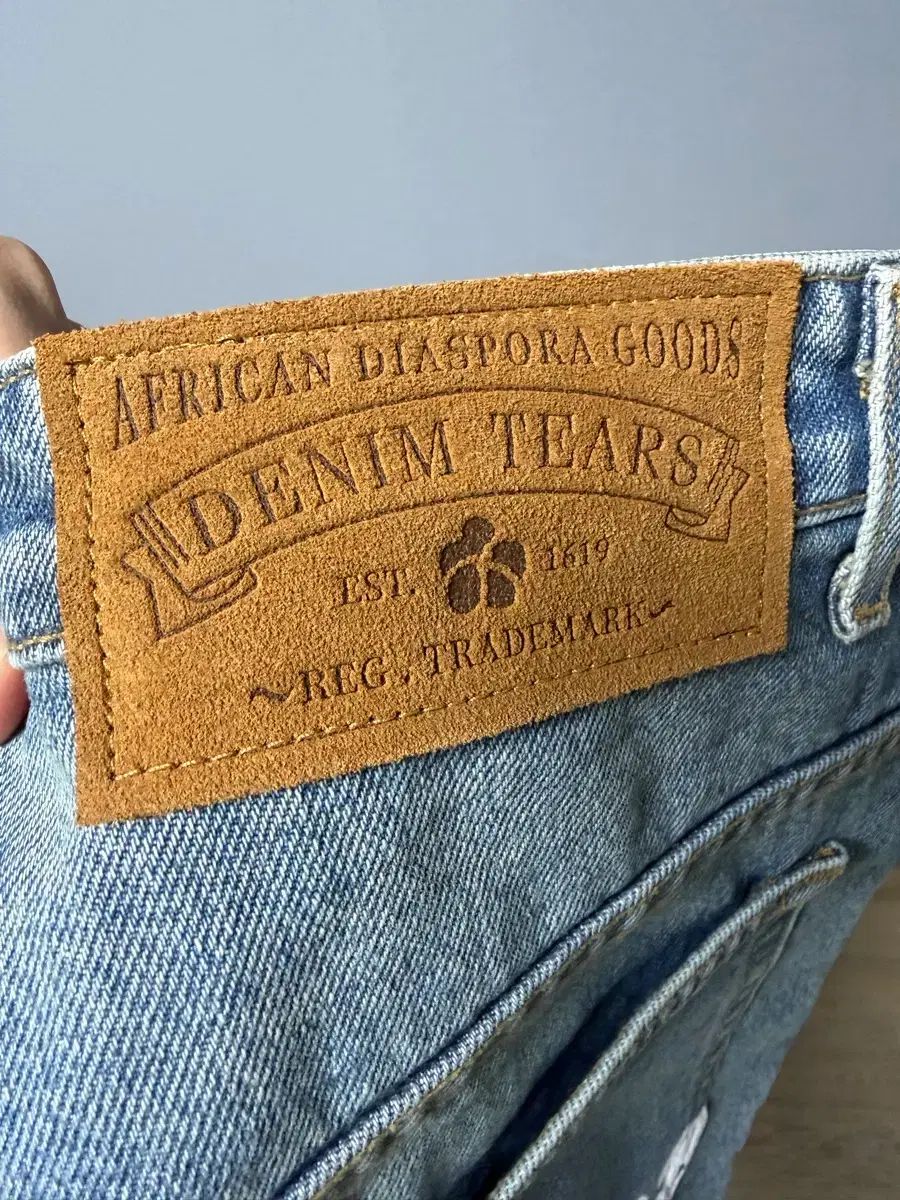 AFRICAN DIASPORA GOODS
DENIM TEARS
EST. 1619
~REG. TRADEMARK~